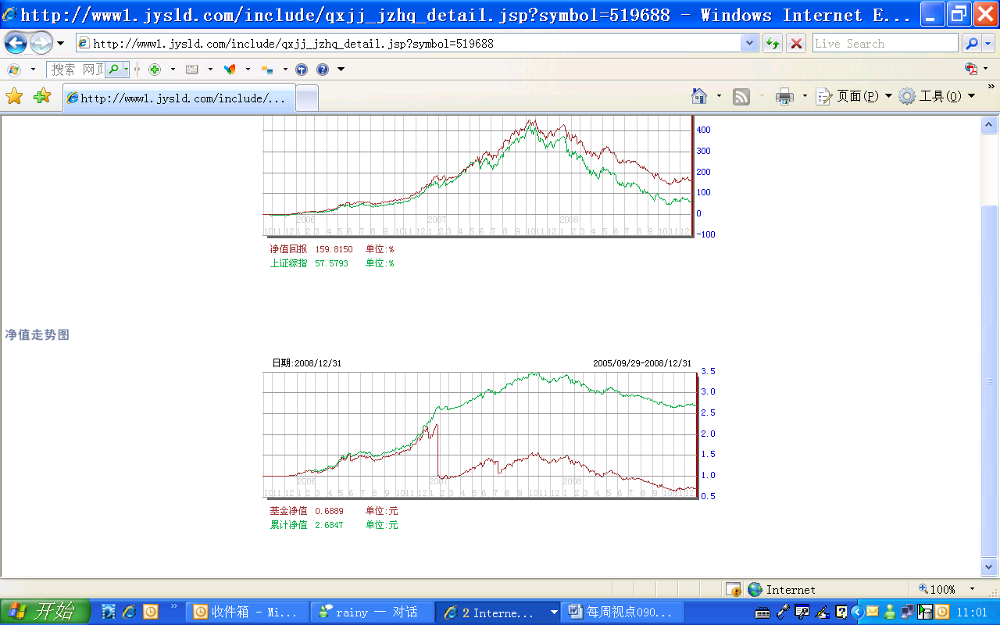 http://www1.jysld.com/include/qxjj_jzhq_detail.jsp?symbol=519688 - Windows Internet E...
http://www1.jysld.com/include/qxjj_jzhq_detail.jsp?symbol=519688
Live Search
搜索 网页
http://www1.jysld.com/include/...
页面(P)
工具(O)
400
300
200
100
0
-100
2006 2007 2008
10 11 12 2 3 4 5 6 7 8 9 10 11 12 1 2 3 4 5 6 7 8 9 10 11 12 1 2 3 4 5 6 7 8 9 10 11 12
净值回报 159.8150 单位:%
上证综指 57.5793 单位:%
净值走势图
日期:2008/12/31 2005/09/29-2008/12/31
3.5
3.0
2.5
2.0
1.5
1.0
0.5
2006 2007 2008
10 11 12 1 2 3 4 5 6 7 8 9 10 11 12 1 2 3 4 5 6 7 8 9 10 11 12 1 2 3 4 5 6 7 8 9 10 11 12
基金净值 0.6889 单位:元
累计净值 2.6847 单位:元
Internet
100%
开始
收件箱 - Mi...
rainy — 对话
2 Interne...
每周视点090...
11:01